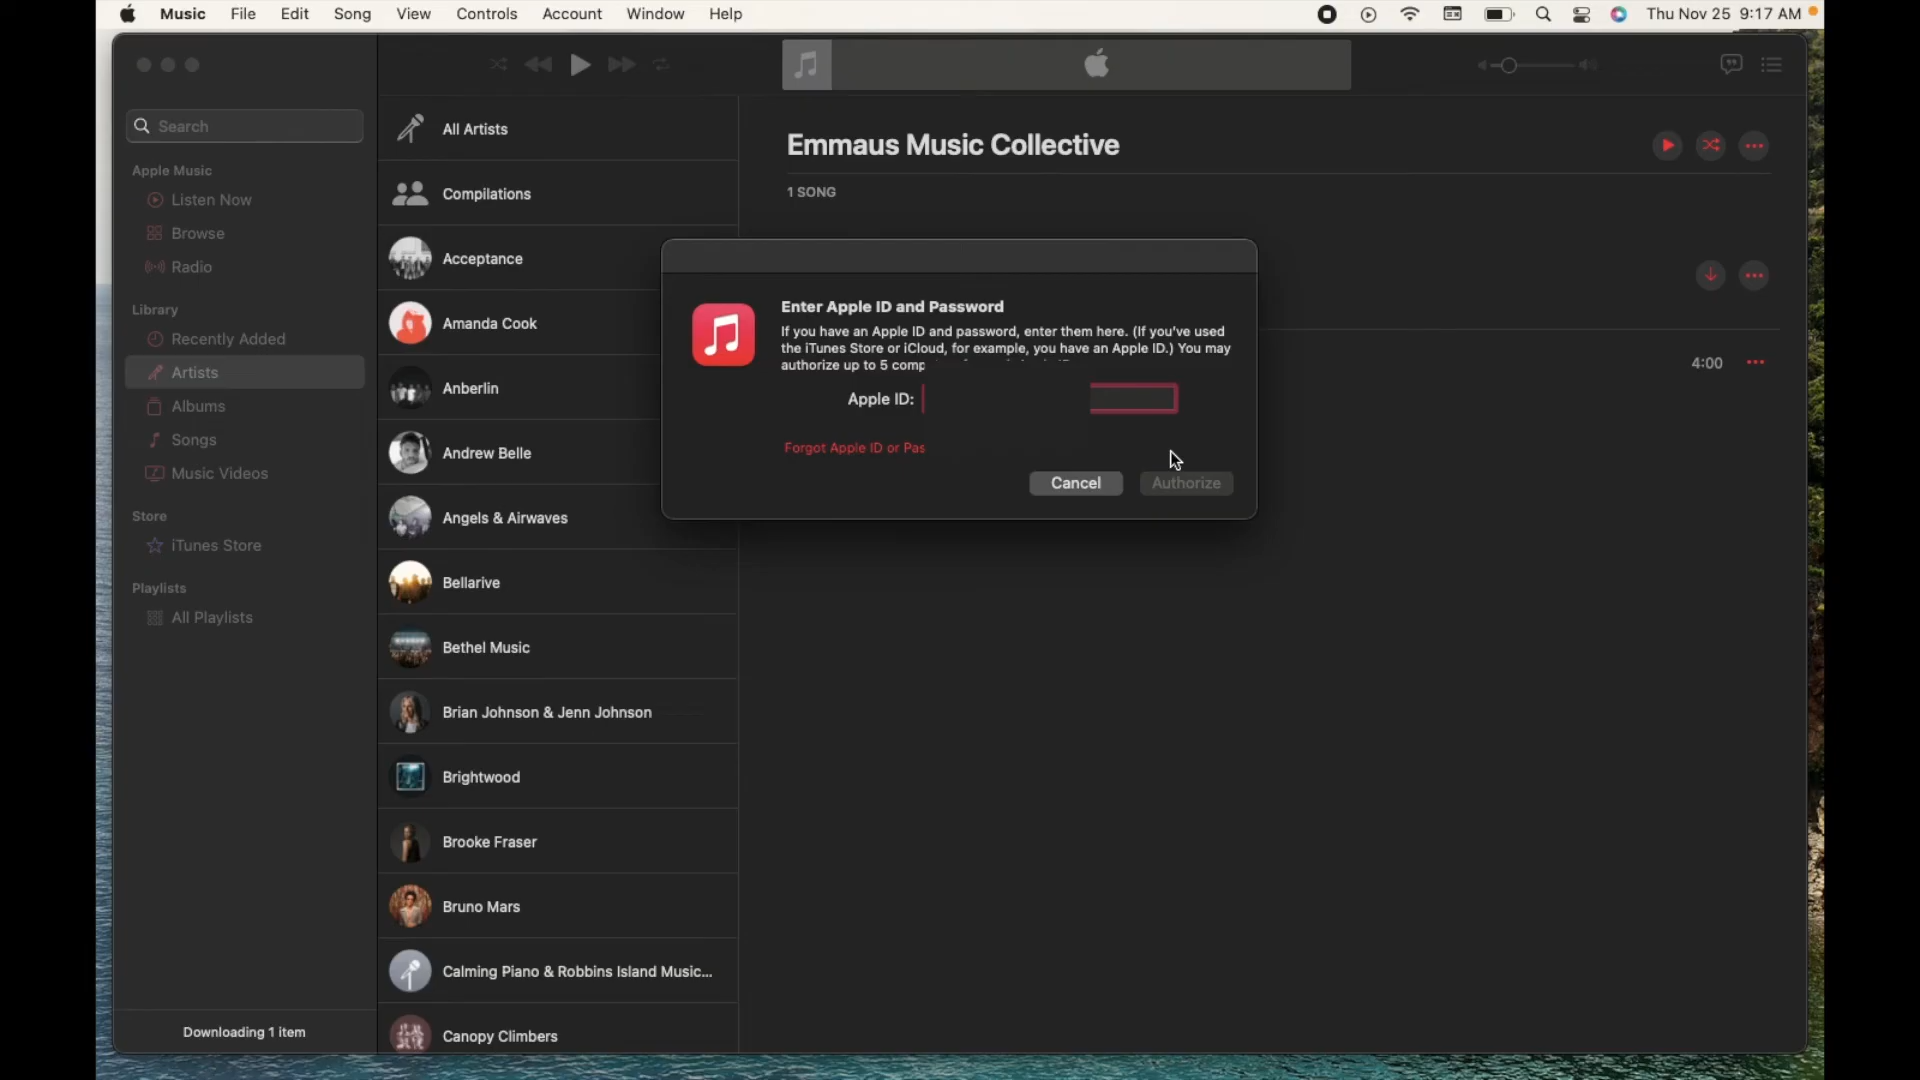 Music File Edit Song View Controls Account Window Help
Thu Nov 25 9:17 AM
Search
Apple Music
Listen Now
Browse
Radio
Library
Recently Added
Artists
Albums
Songs
Music Videos
Store
iTunes Store
Playlists
All Playlists
Downloading 1 item
All Artists
Compilations
Acceptance
Amanda Cook
Anberlin
Andrew Belle
Angels & Airwaves
Bellarive
Bethel Music
Brian Johnson & Jenn Johnson
Brightwood
Brooke Fraser
Bruno Mars
Calming Piano & Robbins Island Music...
Canopy Climbers
Emmaus Music Collective
1 SONG
4:00
Enter Apple ID and Password
If you have an Apple ID and password, enter them here. (If you've used
the iTunes Store or iCloud, for example, you have an Apple ID.) You may
authorize up to 5 comp
Apple ID:
Forgot Apple ID or Pas
Cancel Authorize